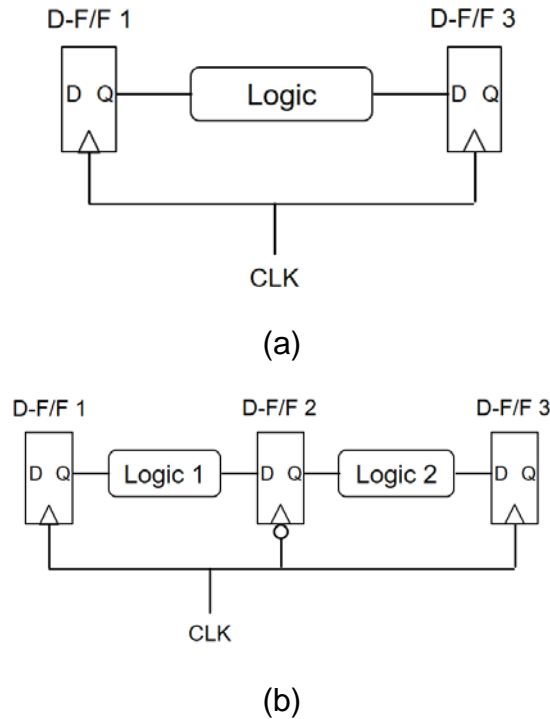 D-F/F 1 D-F/F 3
D Q Logic D Q
CLK
(a)
D-F/F 1 D-F/F 2 D-F/F 3
D Q Logic 1 D Q Logic 2 D Q
CLK
(b)